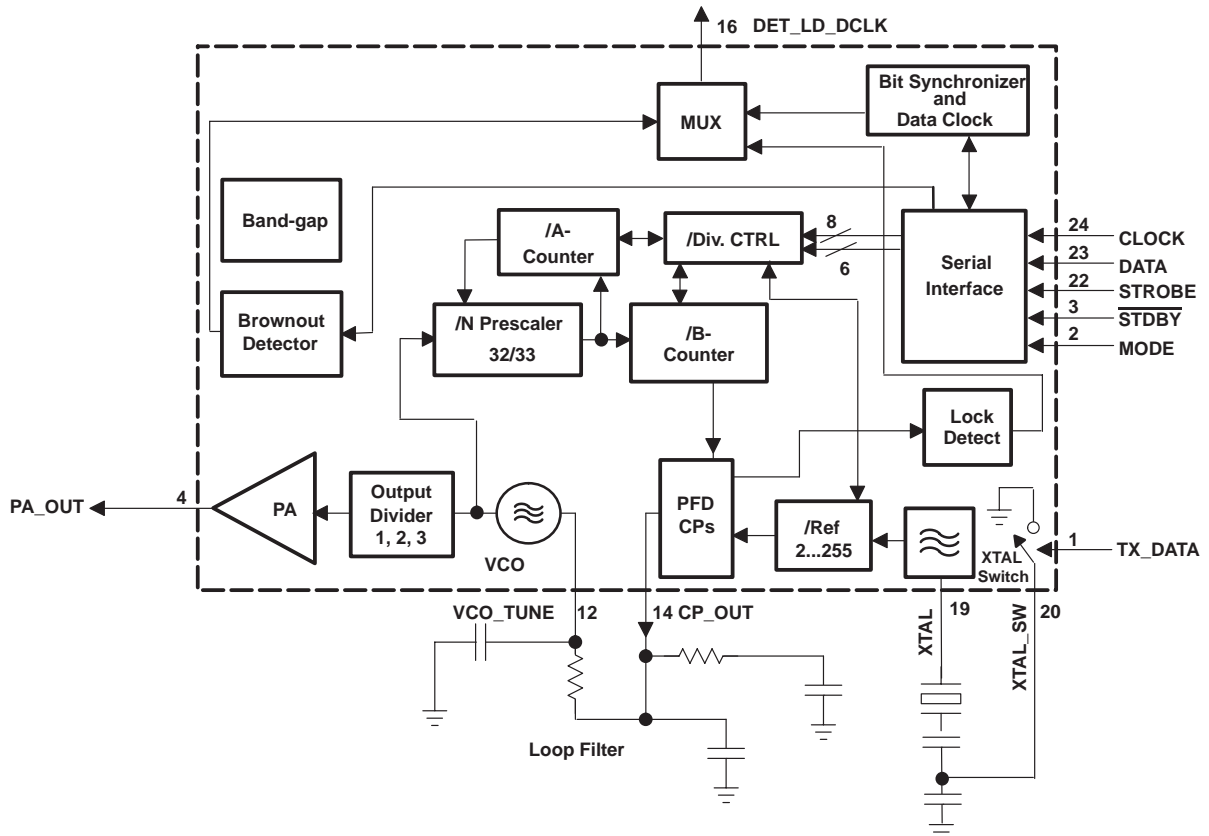 16 DET_LD_DCLK
Bit Synchronizer
and
Data Clock
MUX
Band-gap
/A-
Counter
/Div. CTRL
8
6
Serial
Interface
24 CLOCK
23 DATA
22 STROBE
3 STDBY
2 MODE
Brownout
Detector
/N Prescaler
32/33
/B-
Counter
Lock
Detect
PA_OUT
4
PA
Output
Divider
1, 2, 3
VCO
PFD
CPs
/Ref
2...255
XTAL
Switch
1 TX_DATA
VCO_TUNE 12
14 CP_OUT
XTAL
19
XTAL_SW
20
Loop Filter